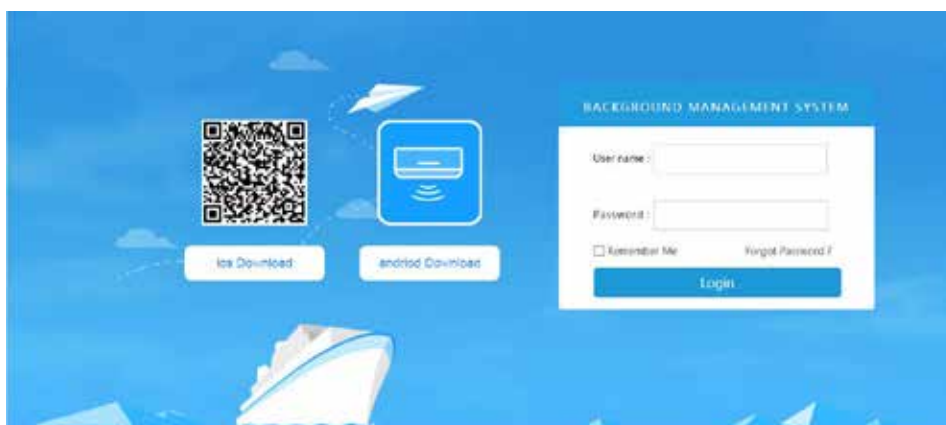 BACKGROUND MANAGEMENT SYSTEM
User name :
Password :
Remember Me
Forgot Password ?
Login
ios Download
andriod Download